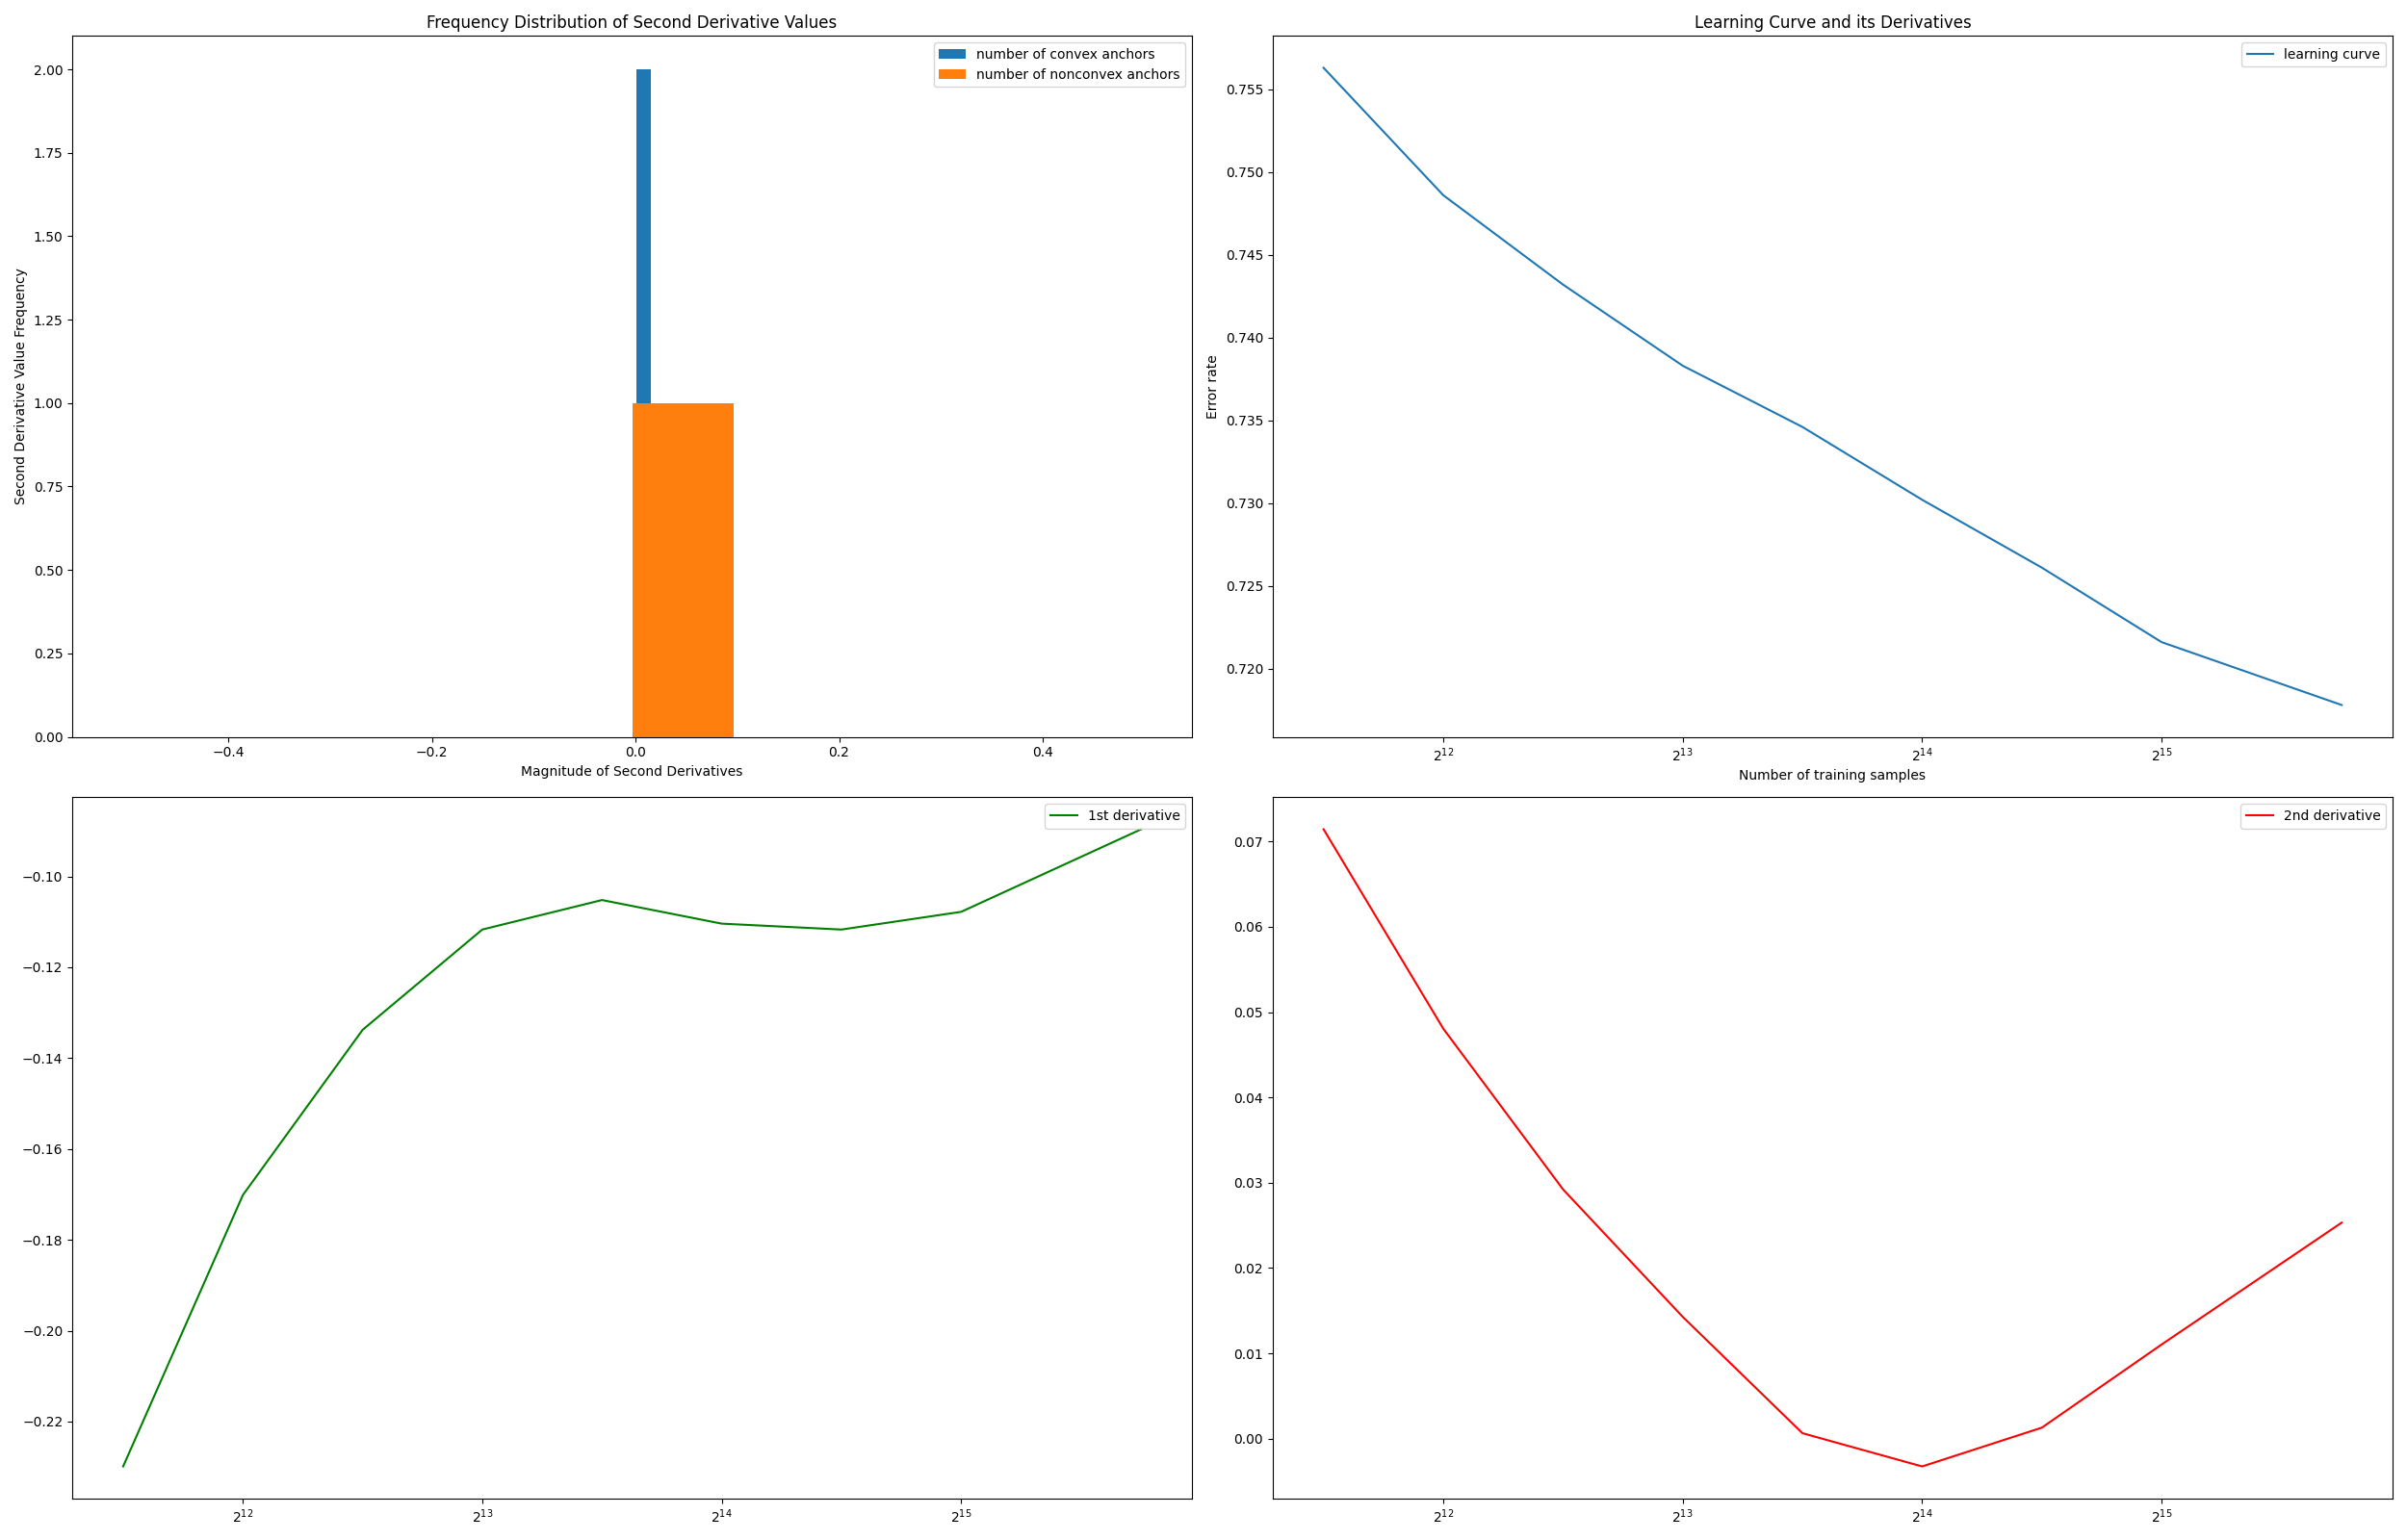 Frequency Distribution of Second Derivative Values
number of convex anchors
number of nonconvex anchors
2.00
1.75
1.50
1.25
1.00
0.75
0.50
0.25
0.00
Second Derivative Value Frequency
−0.4 −0.2 0.0 0.2 0.4
Magnitude of Second Derivatives
Learning Curve and its Derivatives
learning curve
0.755
0.750
0.745
0.740
0.735
0.730
0.725
0.720
Error rate
2¹² 2¹³ 2¹⁴ 2¹⁵
Number of training samples
1st derivative
−0.10
−0.12
−0.14
−0.16
−0.18
−0.20
−0.22
2¹² 2¹³ 2¹⁴ 2¹⁵
2nd derivative
0.07
0.06
0.05
0.04
0.03
0.02
0.01
0.00
2¹² 2¹³ 2¹⁴ 2¹⁵